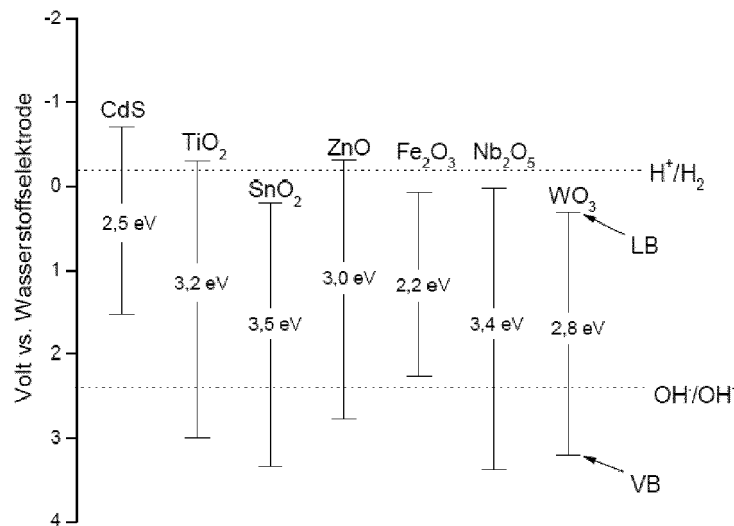 Volt vs. Wasserstoffselektrode
-2
-1
0
1
2
3
4
CdS
TiO₂
SnO₂
ZnO
Fe₂O₃
Nb₂O₅
WO₃
2,5 eV
3,2 eV
3,5 eV
3,0 eV
2,2 eV
3,4 eV
2,8 eV
H⁺/H₂
LB
OH⁻/OH⁻
VB